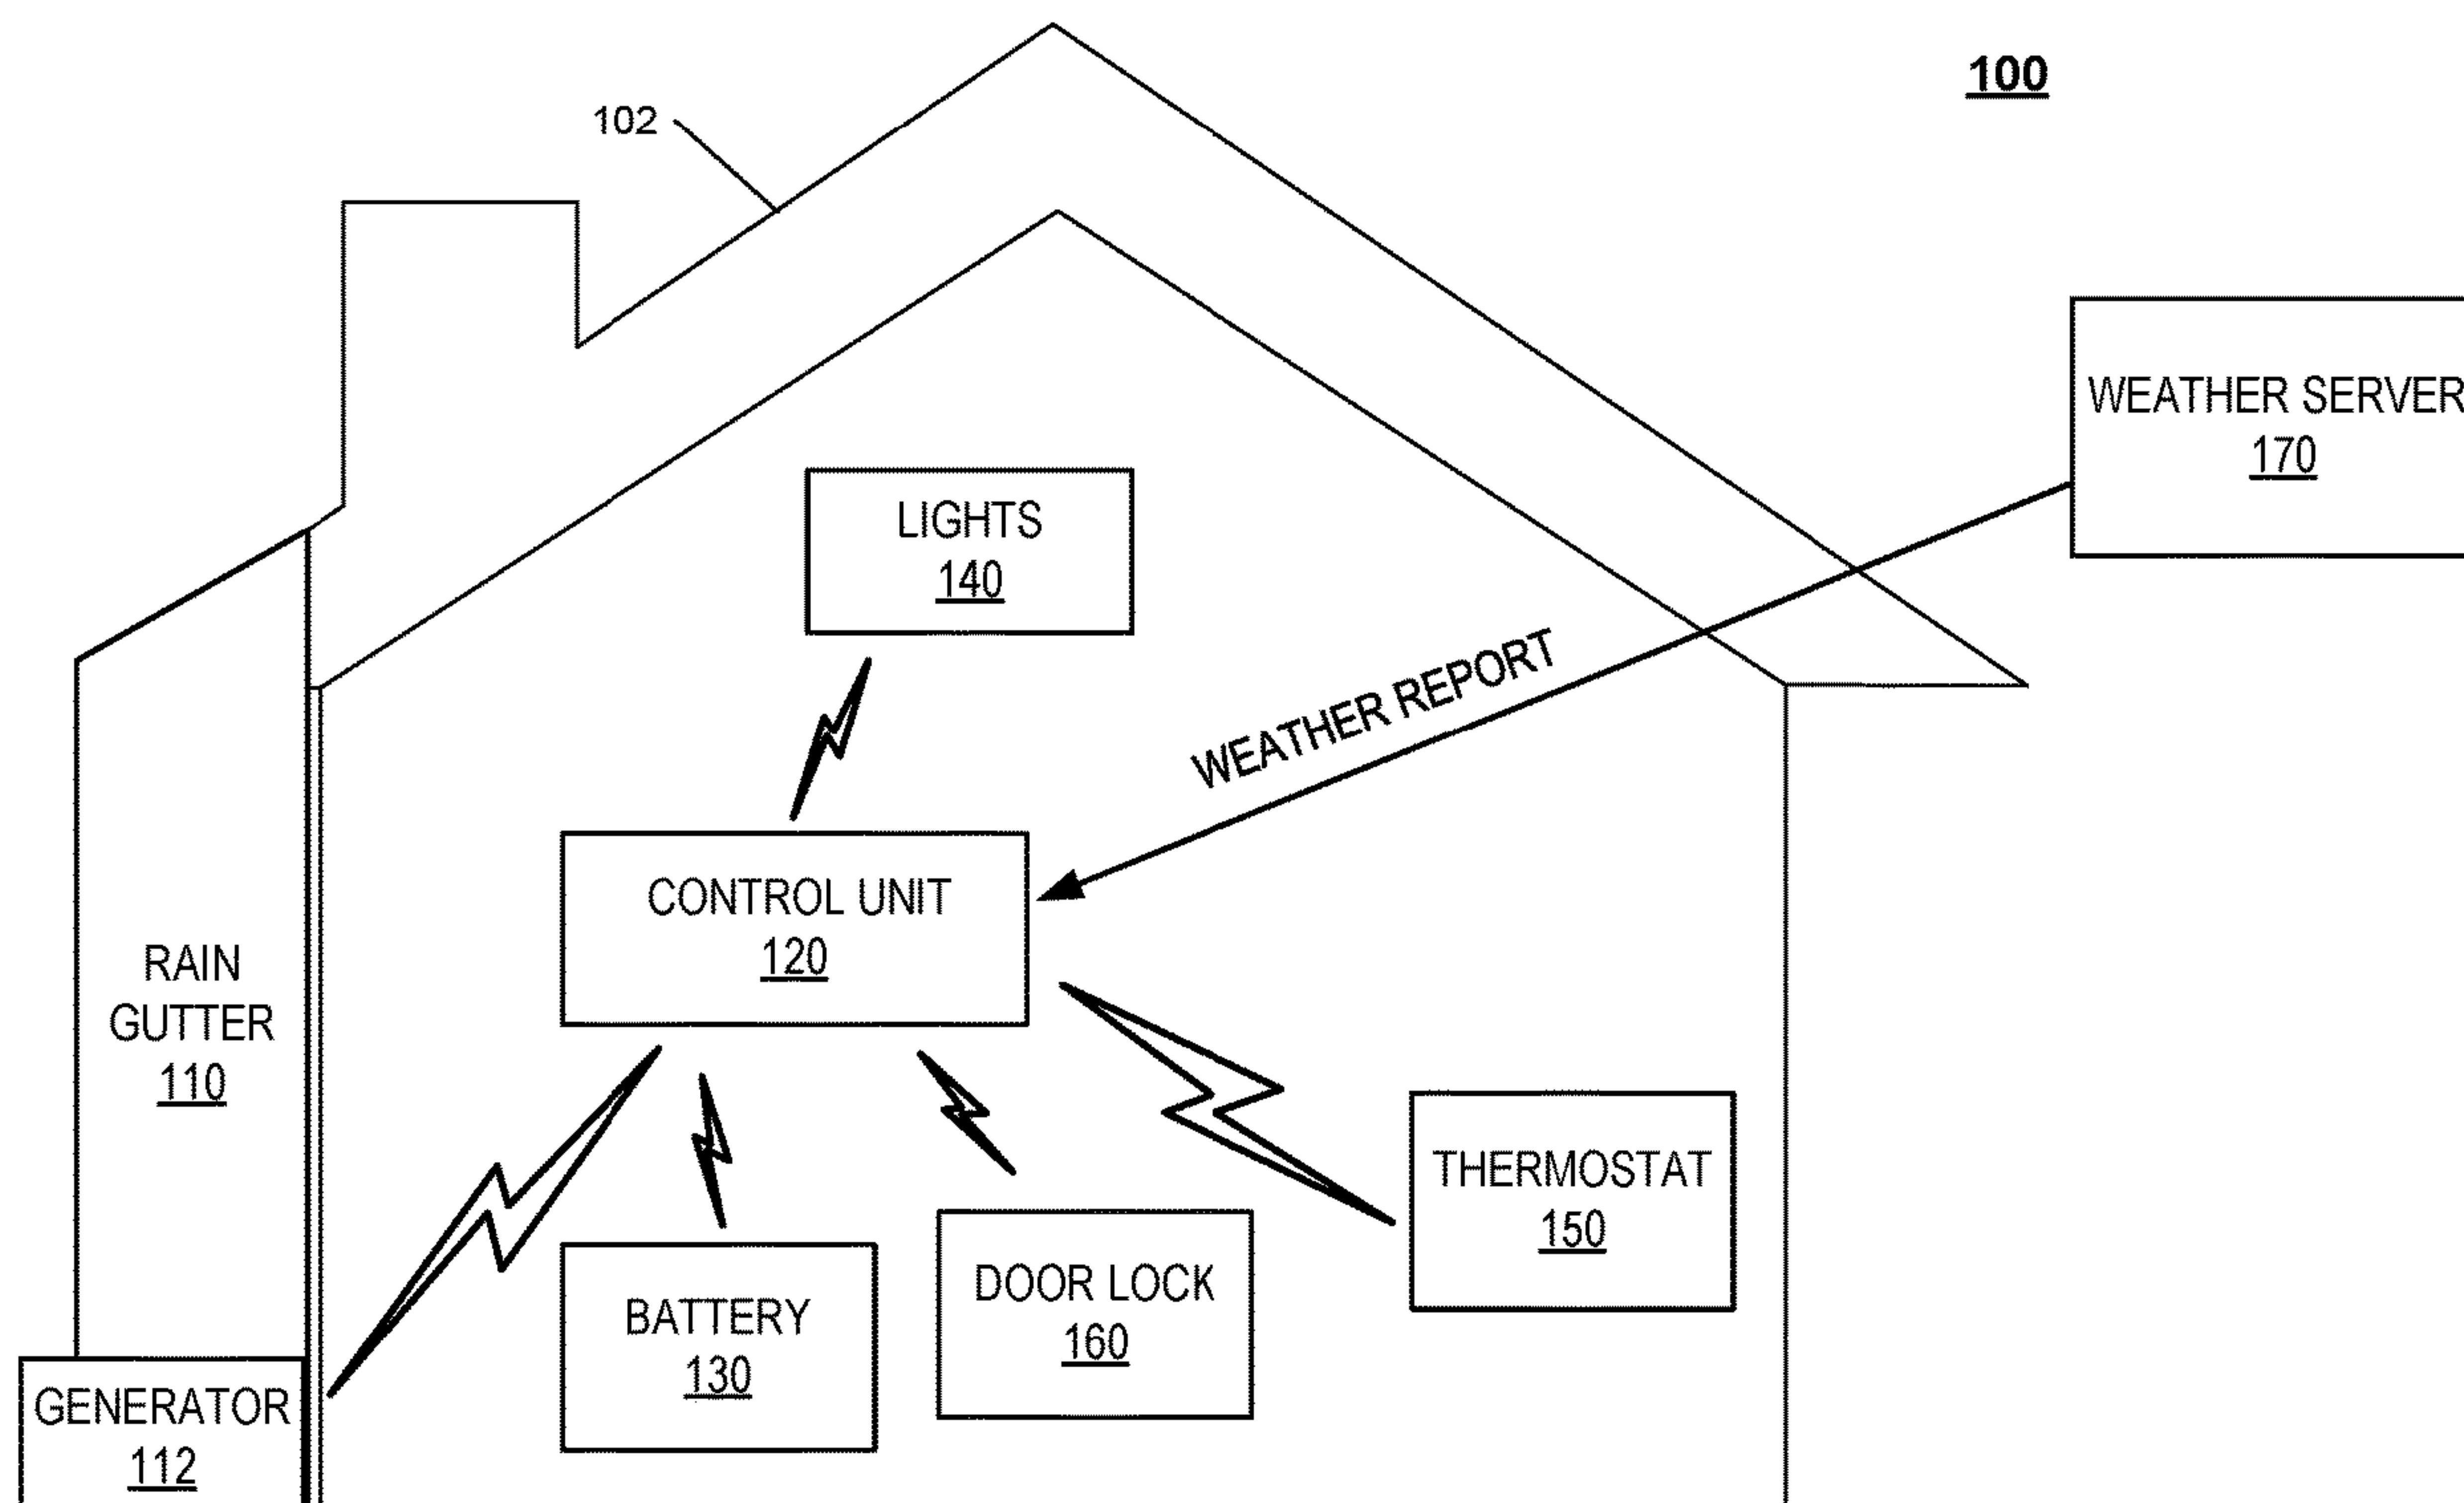 100
102
WEATHER SERVER
170
LIGHTS
140
WEATHER REPORT
CONTROL UNIT
120
RAIN
GUTTER
110
THERMOSTAT
150
DOOR LOCK
160
BATTERY
130
GENERATOR
112